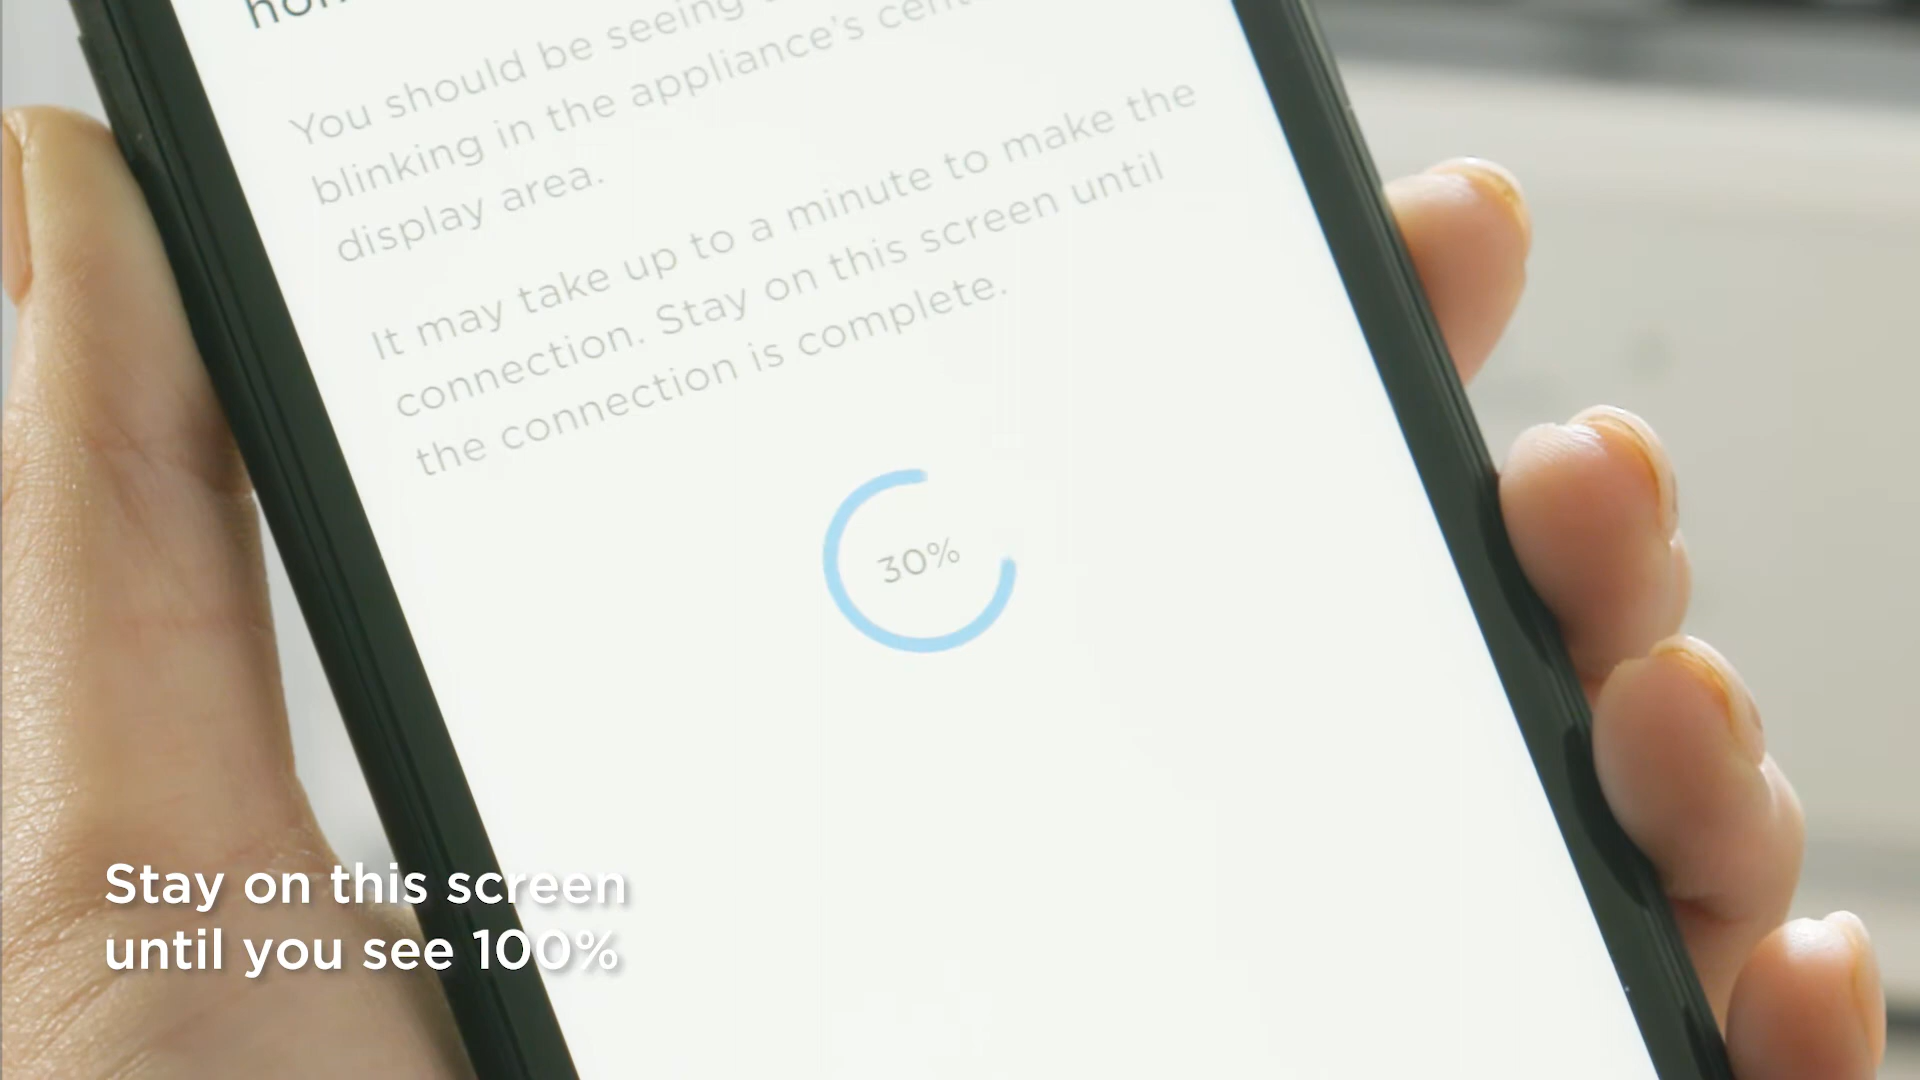 You should be seeing
blinking in the appliance's
display area.
It may take up to a minute to make the
connection. Stay on this screen until
the connection is complete.
30%
Stay on this screen
until you see 100%